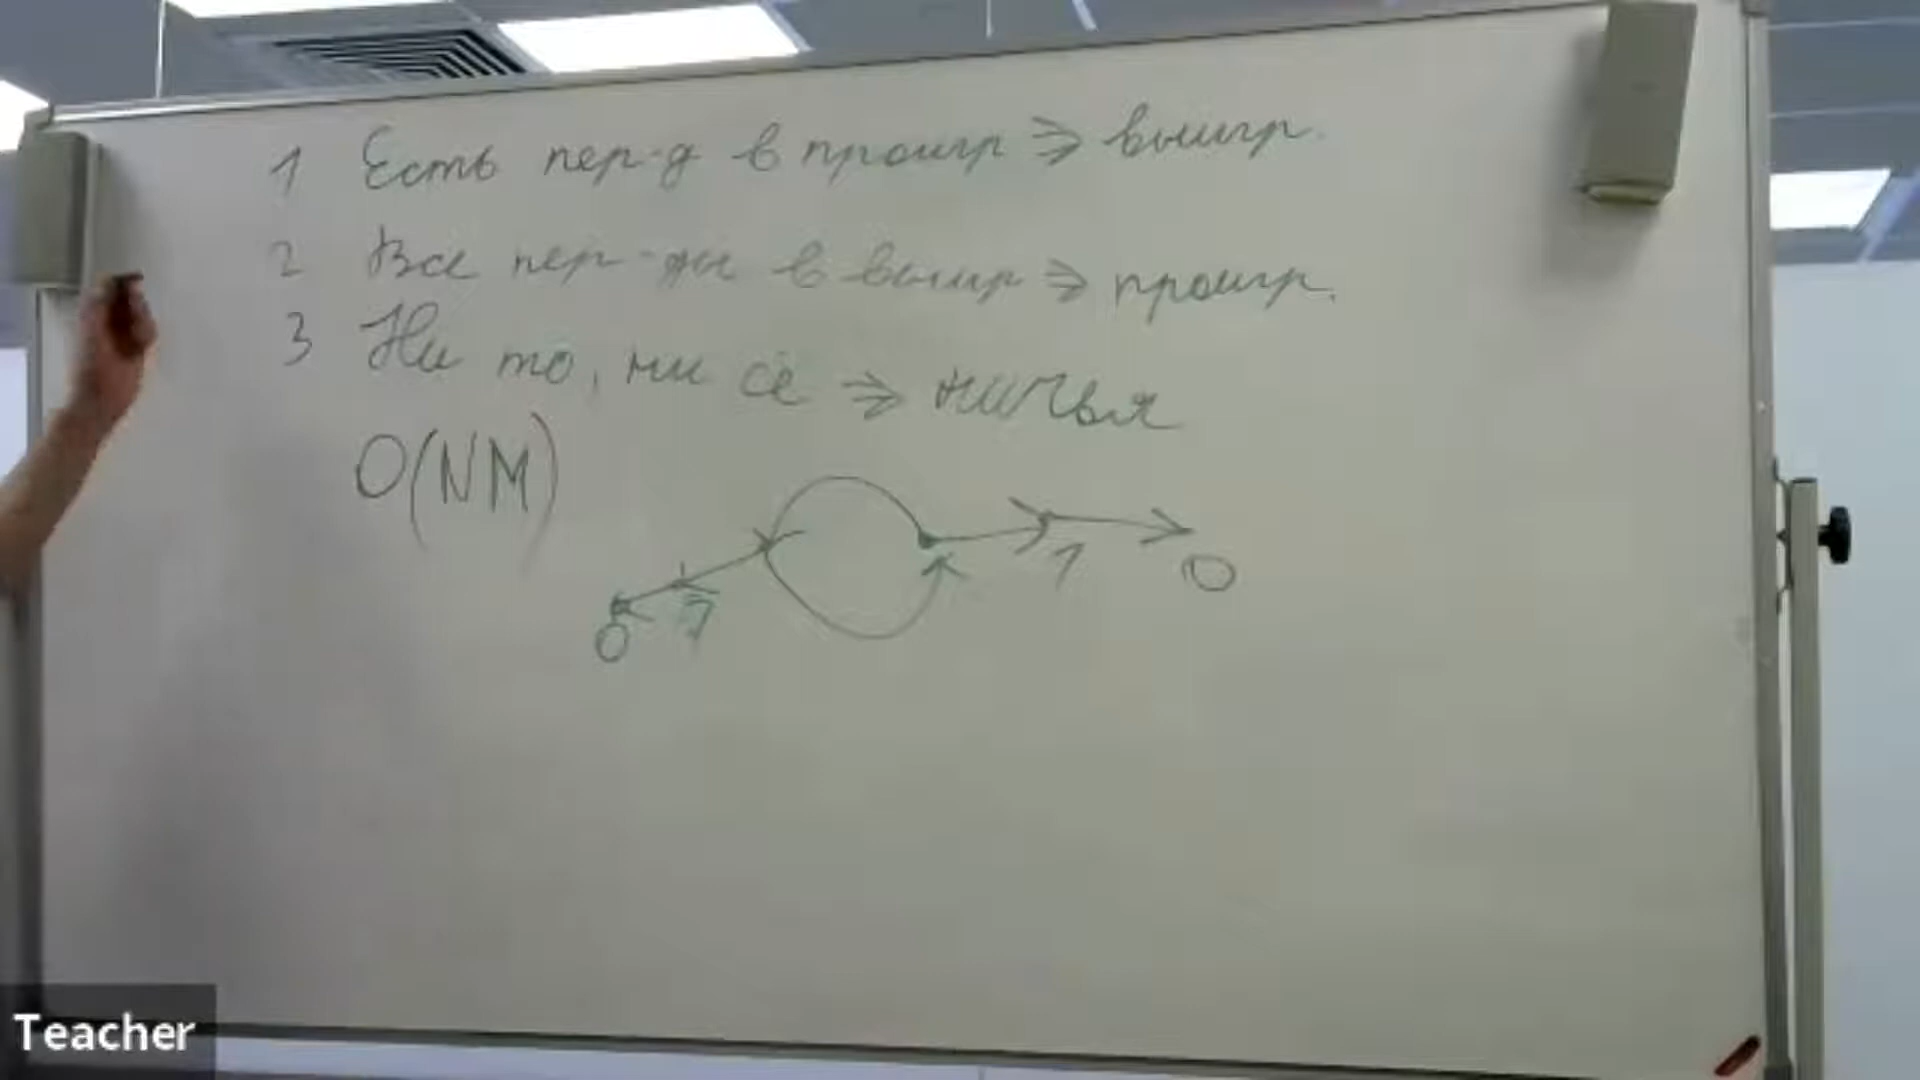 1 Есть пер-д в проигр ⇒ выигр.
2 Все пер-ды в выигр ⇒ проигр.
3 Ни то, ни сё ⇒ ничья
O(NM)
1
0
1
0
Teacher